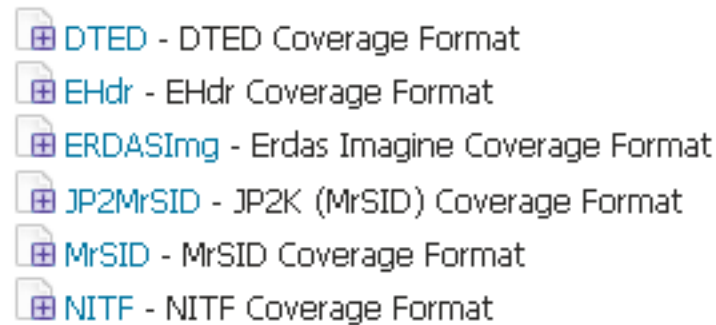 DTED - DTED Coverage Format
EHdr - EHdr Coverage Format
ERDASImg - Erdas Imagine Coverage Format
JP2MrSID - JP2K (MrSID) Coverage Format
MrSID - MrSID Coverage Format
NITF - NITF Coverage Format